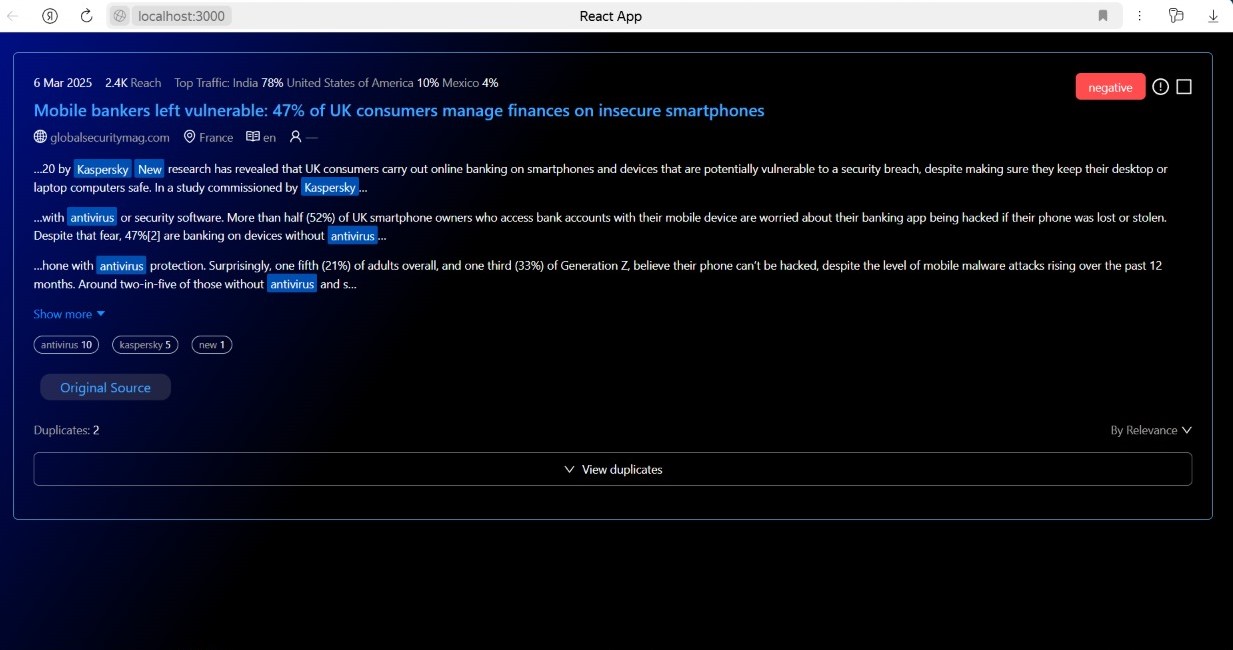 Я localhost:3000 React App
6 Mar 2025 2.4K Reach Top Traffic: India 78% United States of America 10% Mexico 4%
negative
Mobile bankers left vulnerable: 47% of UK consumers manage finances on insecure smartphones
globalsecuritymag.com France en —
...20 by Kaspersky New research has revealed that UK consumers carry out online banking on smartphones and devices that are potentially vulnerable to a security breach, despite making sure they keep their desktop or
laptop computers safe. In a study commissioned by Kaspersky...
...with antivirus or security software. More than half (52%) of UK smartphone owners who access bank accounts with their mobile device are worried about their banking app being hacked if their phone was lost or stolen.
Despite that fear, 47%[2] are banking on devices without antivirus...
...hone with antivirus protection. Surprisingly, one fifth (21%) of adults overall, and one third (33%) of Generation Z, believe their phone can't be hacked, despite the level of mobile malware attacks rising over the past 12
months. Around two-in-five of those without antivirus and s...
Show more
antivirus 10 kaspersky 5 new 1
Original Source
Duplicates: 2 By Relevance
View duplicates